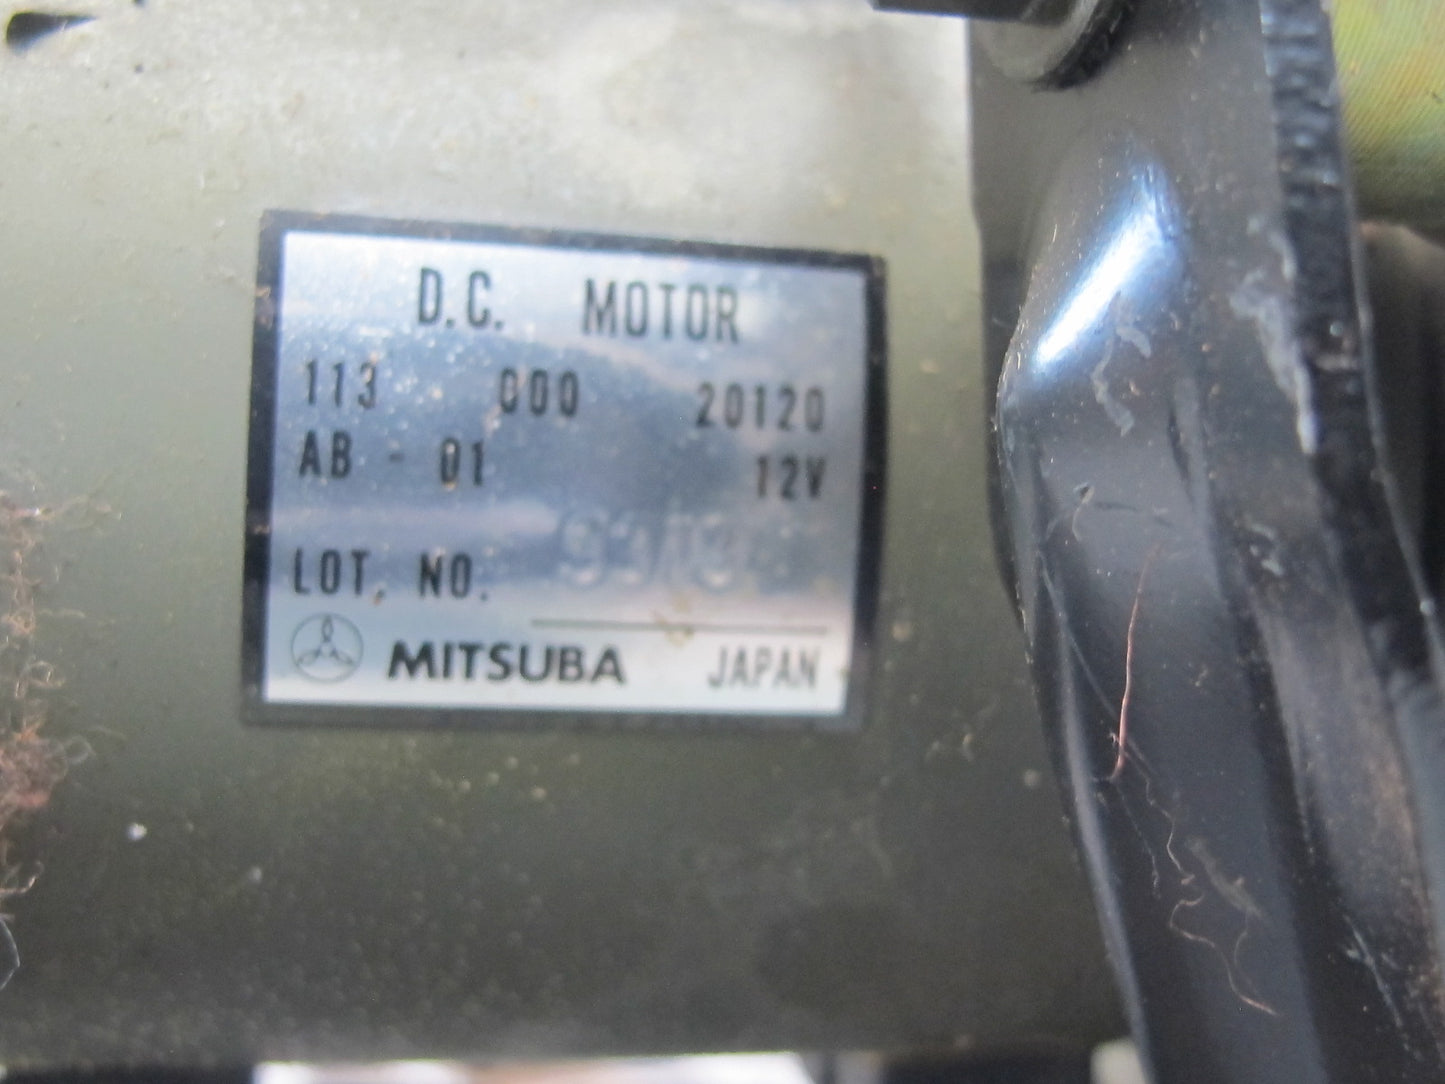 D.C. MOTOR
113 000 20120
AB - 01 12V
LOT. NO.
MITSUBA JAPAN